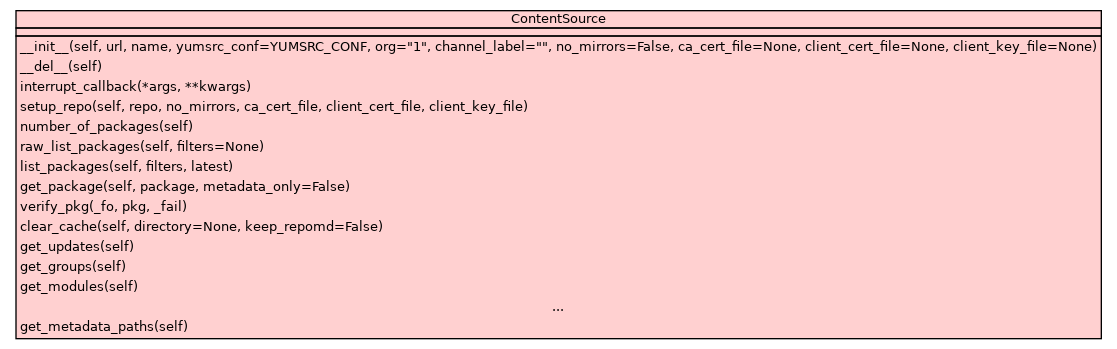 ContentSource
__init__(self, url, name, yumsrc_conf=YUMSRC_CONF, org="1", channel_label="", no_mirrors=False, ca_cert_file=None, client_cert_file=None, client_key_file=None)
__del__(self)
interrupt_callback(*args, **kwargs)
setup_repo(self, repo, no_mirrors, ca_cert_file, client_cert_file, client_key_file)
number_of_packages(self)
raw_list_packages(self, filters=None)
list_packages(self, filters, latest)
get_package(self, package, metadata_only=False)
verify_pkg(_fo, pkg, _fail)
clear_cache(self, directory=None, keep_repomd=False)
get_updates(self)
get_groups(self)
get_modules(self)
...
get_metadata_paths(self)